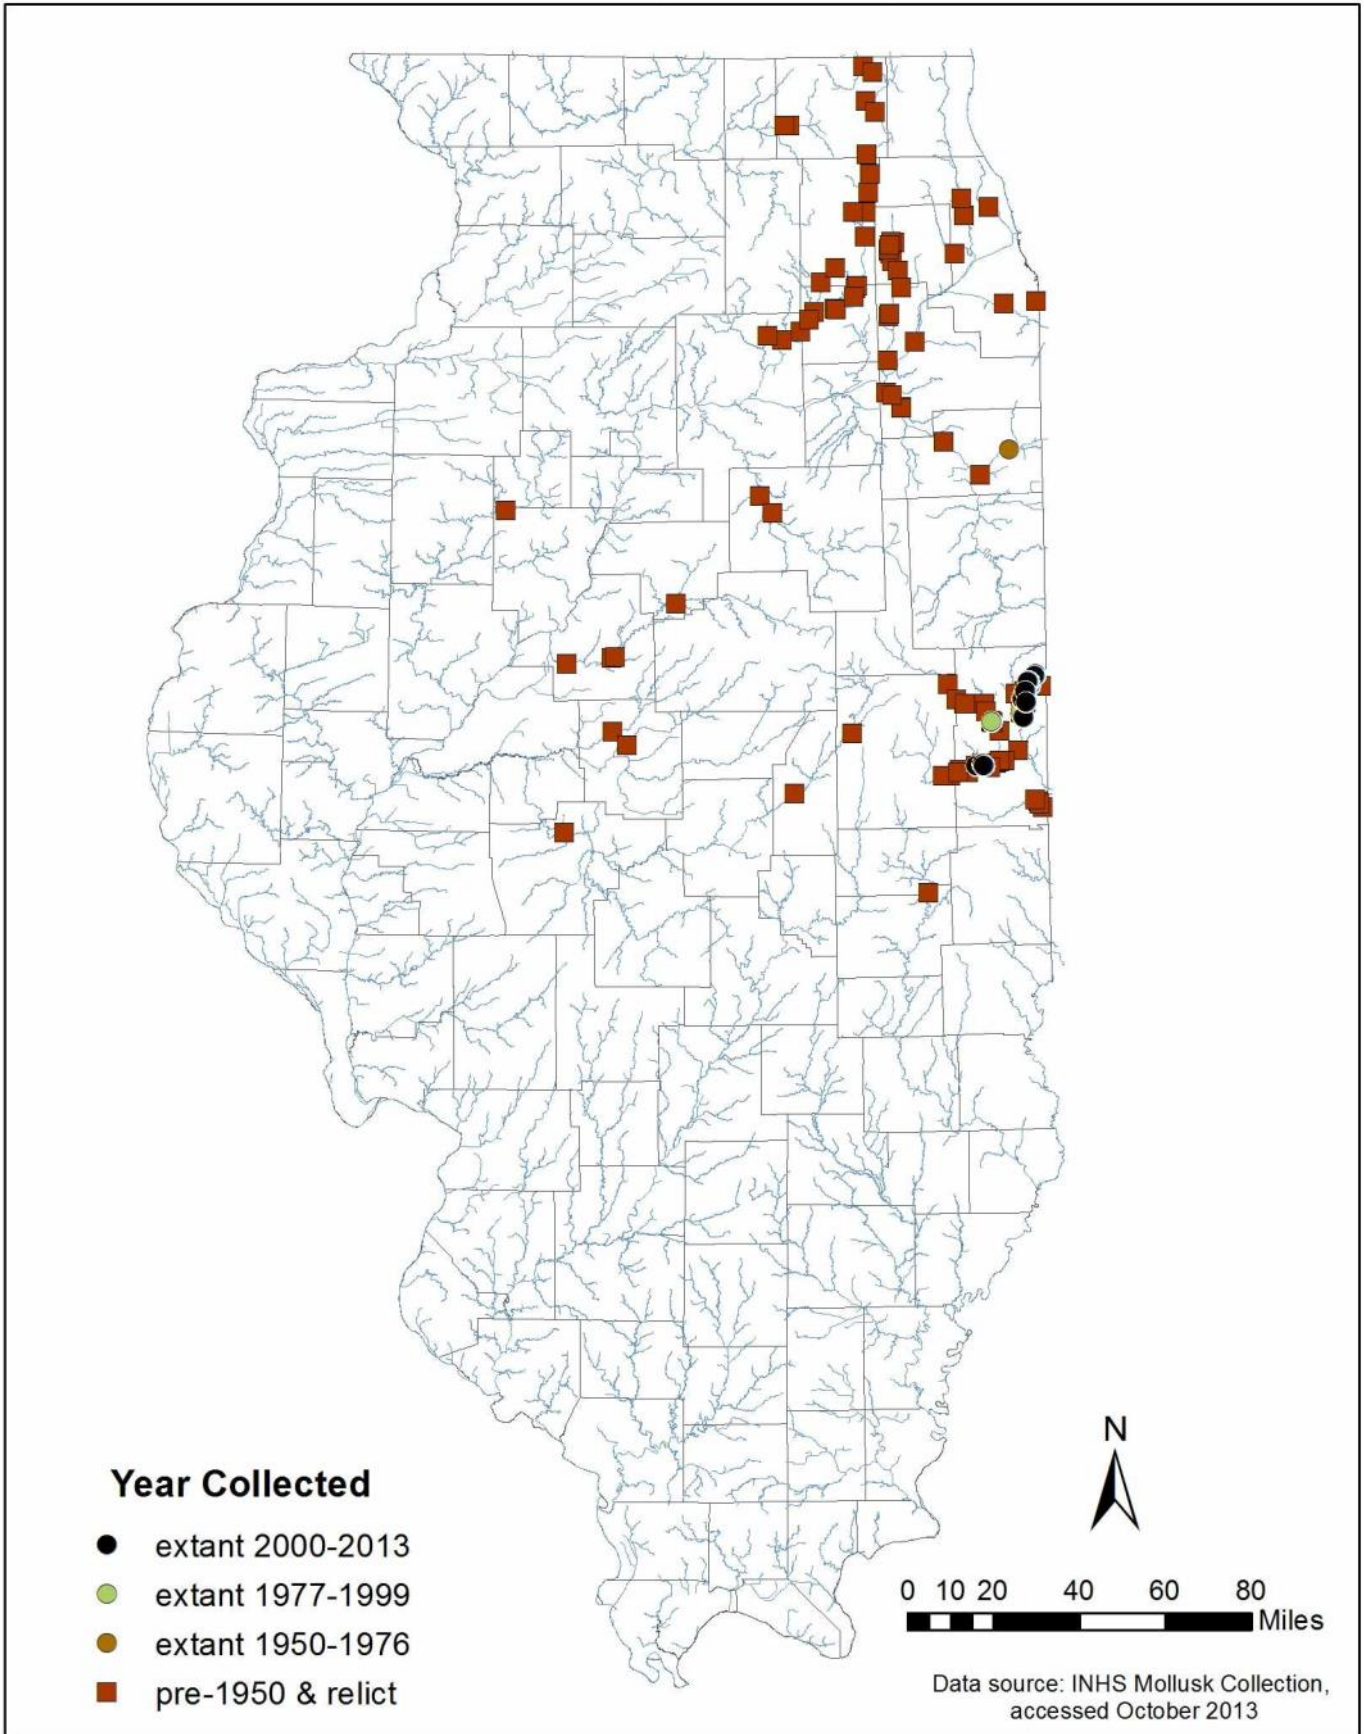 N
Year Collected
extant 2000-2013
extant 1977-1999
extant 1950-1976
pre-1950 & relict
0 10 20 40 60 80
Miles
Data source: INHS Mollusk Collection,
accessed October 2013